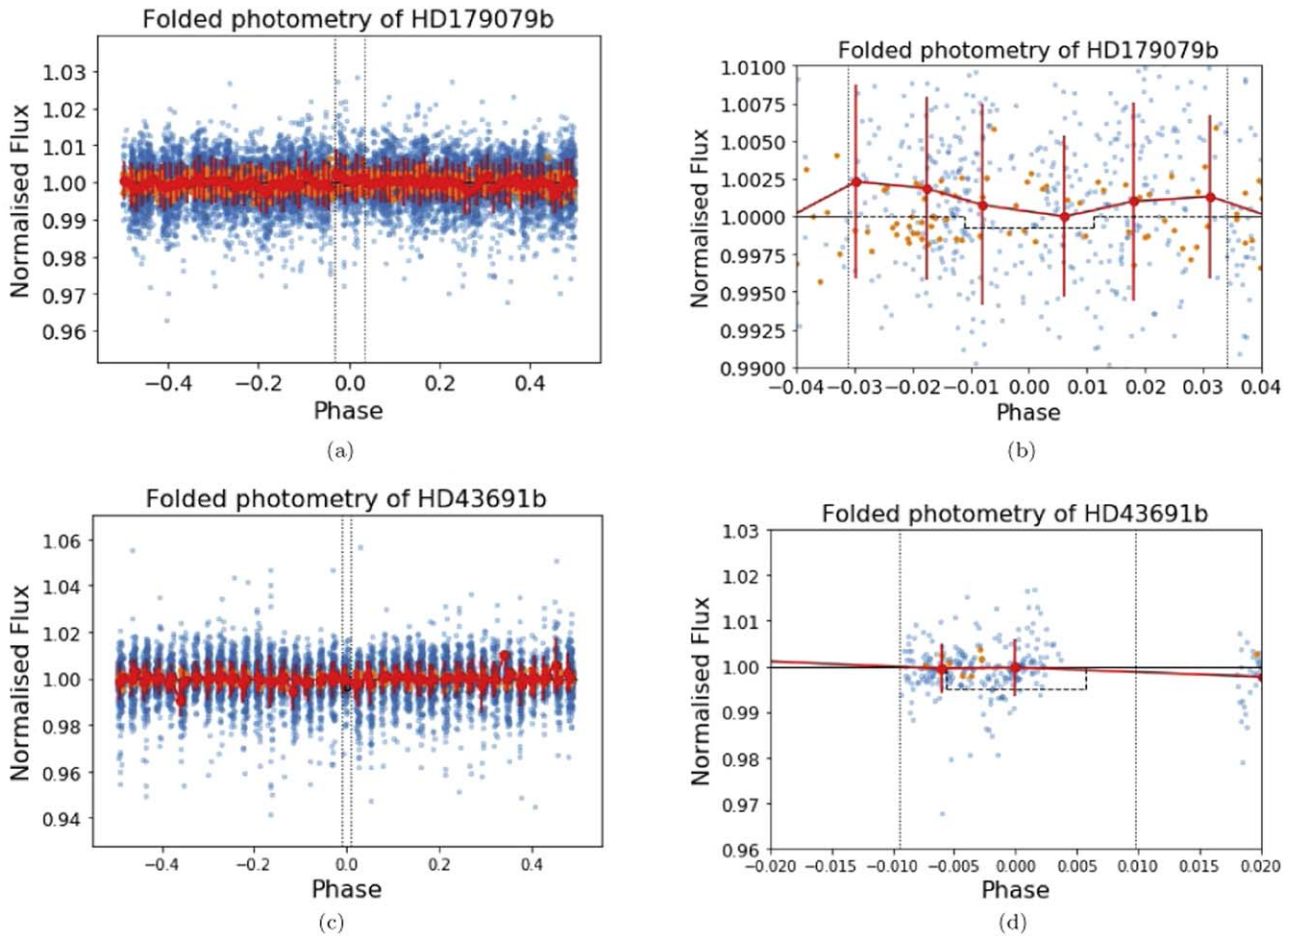 Folded photometry of HD179079b
Normalised Flux
1.03
1.02
1.01
1.00
0.99
0.98
0.97
0.96
−0.4 −0.2 0.0 0.2 0.4
Phase
(a)
Folded photometry of HD179079b
Normalised Flux
1.0100
1.0075
1.0050
1.0025
1.0000
0.9975
0.9950
0.9925
0.9900
−0.04 −0.03 −0.02 −0.01 0.00 0.01 0.02 0.03 0.04
Phase
(b)
Folded photometry of HD43691b
Normalised Flux
1.06
1.04
1.02
1.00
0.98
0.96
0.94
−0.4 −0.2 0.0 0.2 0.4
Phase
(c)
Folded photometry of HD43691b
Normalised Flux
1.03
1.02
1.01
1.00
0.99
0.98
0.97
0.96
−0.020 −0.015 −0.010 −0.005 0.000 0.005 0.010 0.015 0.020
Phase
(d)